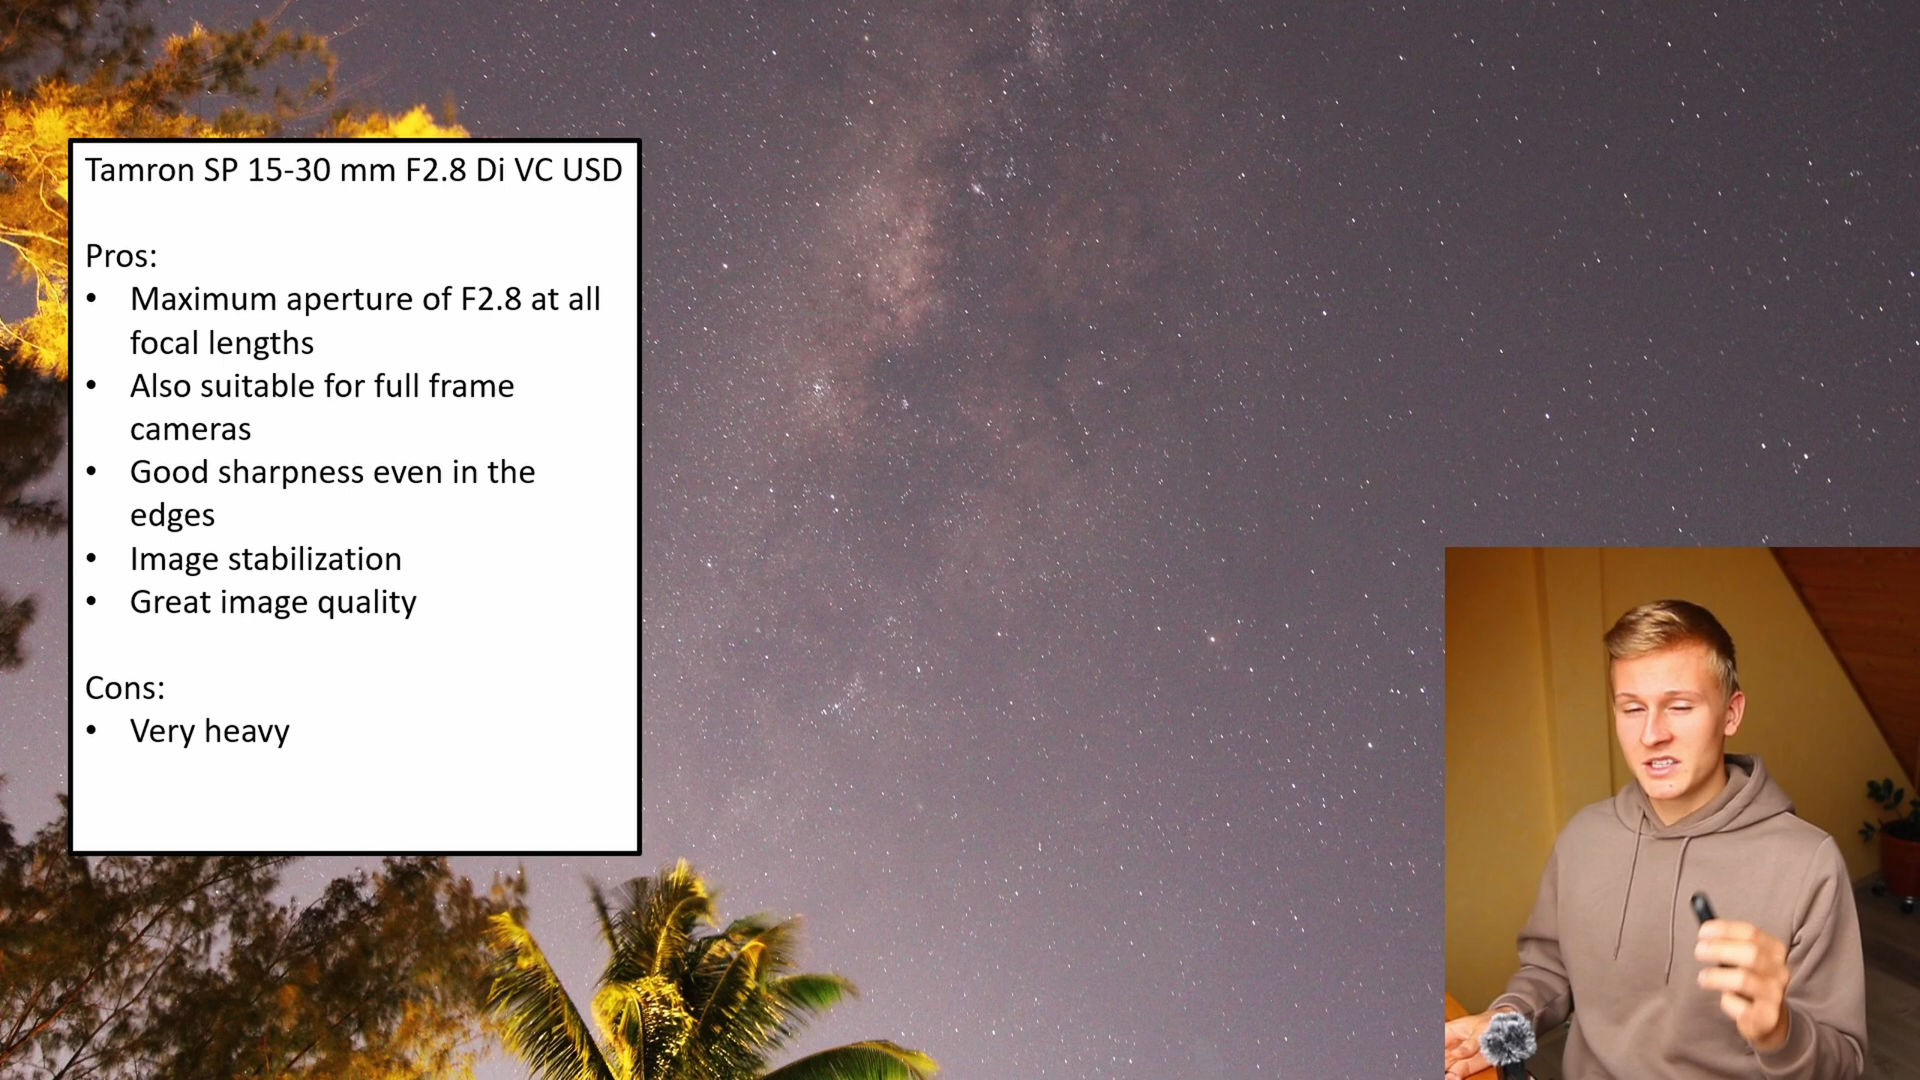 Tamron SP 15-30 mm F2.8 Di VC USD
Pros:
• Maximum aperture of F2.8 at all
focal lengths
• Also suitable for full frame
cameras
• Good sharpness even in the
edges
• Image stabilization
• Great image quality
Cons:
• Very heavy